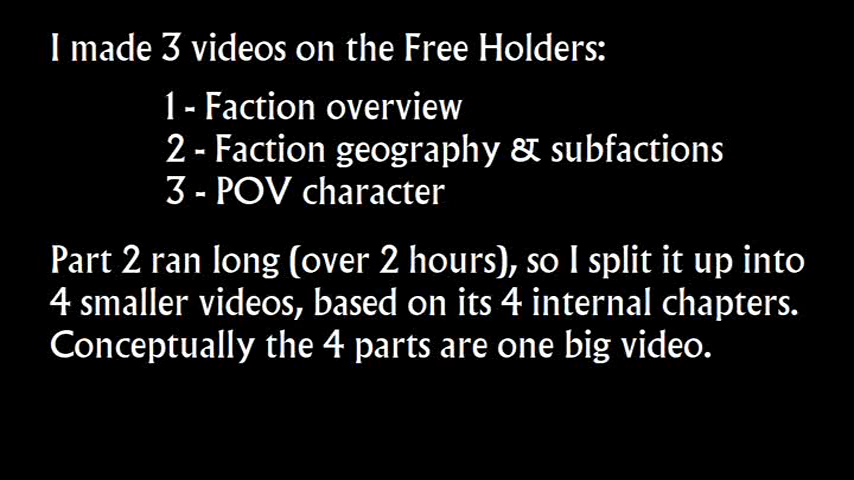 I made 3 videos on the Free Holders:
1 - Faction overview
2 - Faction geography & subfactions
3 - POV character
Part 2 ran long (over 2 hours), so I split it up into
4 smaller videos, based on its 4 internal chapters.
Conceptually the 4 parts are one big video.